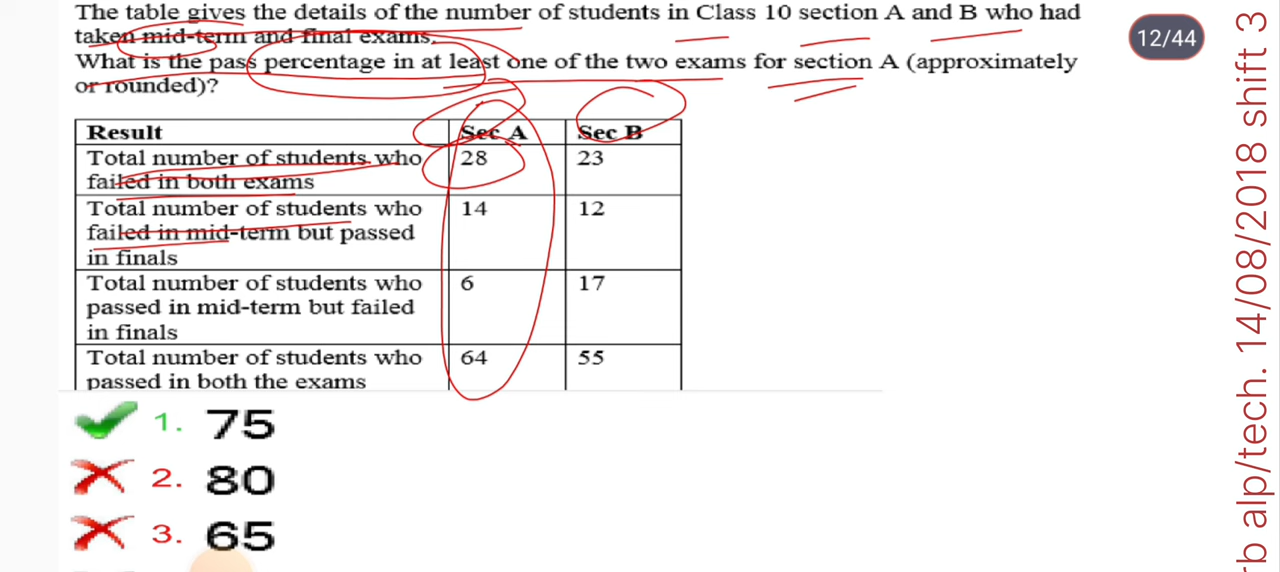 The table gives the details of the number of students in Class 10 section A and B who had
taken mid-term and final exams.
What is the pass percentage in at least one of the two exams for section A (approximately
or rounded)?
Result Sec A Sec B
Total number of students who 28 23
failed in both exams
Total number of students who 14 12
failed in mid-term but passed
in finals
Total number of students who 6 17
passed in mid-term but failed
in finals
Total number of students who 64 55
passed in both the exams
1. 75
2. 80
3. 65
12/44
rb alp/tech. 14/08/2018 shift 3